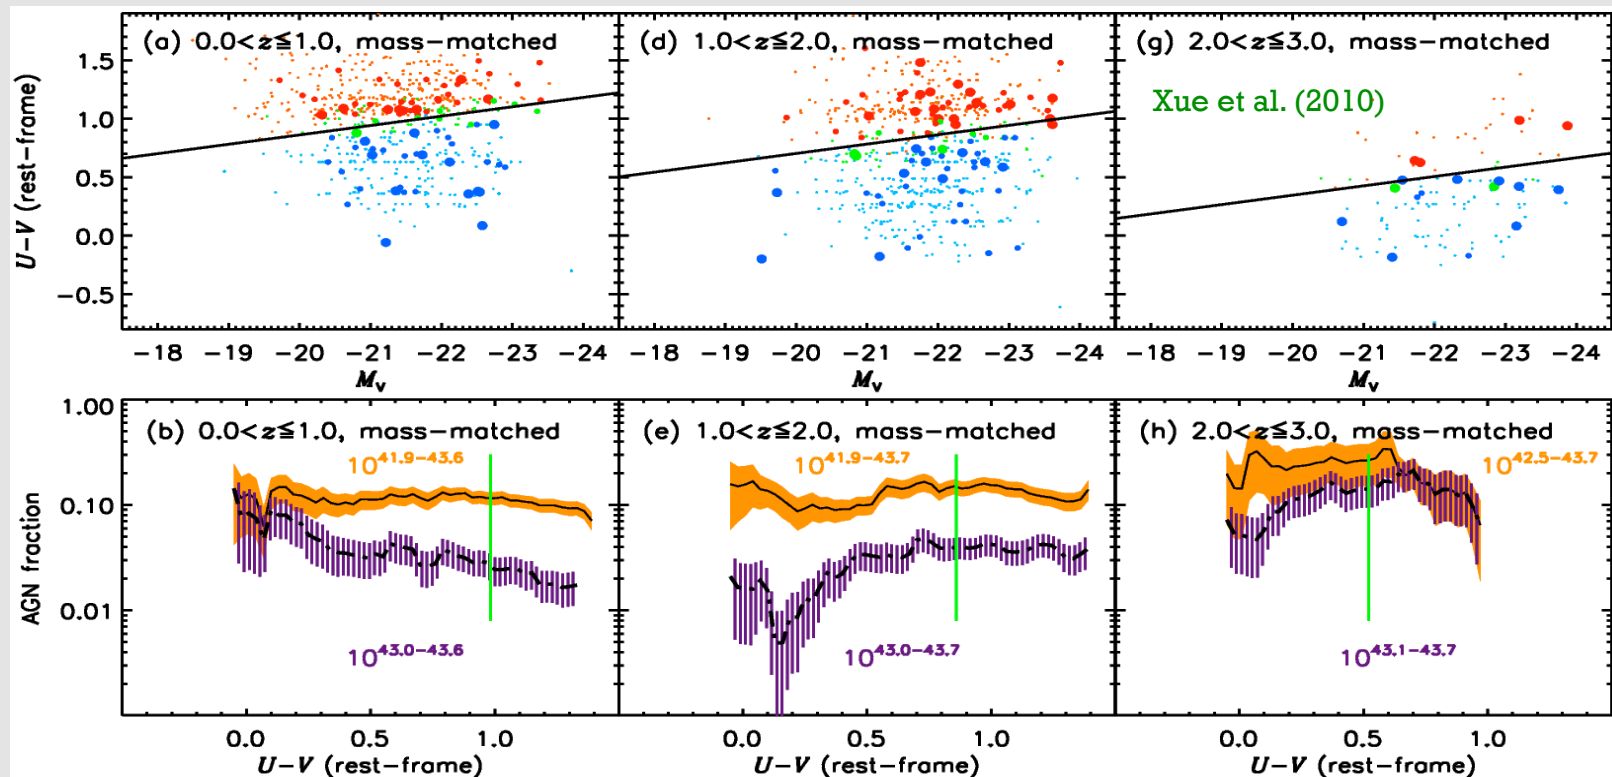 (a) 0.0<z≦1.0, mass−matched
(d) 1.0<z≦2.0, mass−matched
(g) 2.0<z≦3.0, mass−matched
Xue et al. (2010)
U−V (rest−frame)
1.5
1.0
0.5
0.0
−0.5
−18 −19 −20 −21 −22 −23 −24
−18 −19 −20 −21 −22 −23 −24
−18 −19 −20 −21 −22 −23 −24
Mv
Mv
Mv
(b) 0.0<z≦1.0, mass−matched
(e) 1.0<z≦2.0, mass−matched
(h) 2.0<z≦3.0, mass−matched
10^41.9−43.6
10^41.9−43.7
10^42.5−43.7
AGN fraction
1.00
0.10
0.01
10^43.0−43.6
10^43.0−43.7
10^43.1−43.7
0.0 0.5 1.0
0.0 0.5 1.0
0.0 0.5 1.0
U−V (rest−frame)
U−V (rest−frame)
U−V (rest−frame)